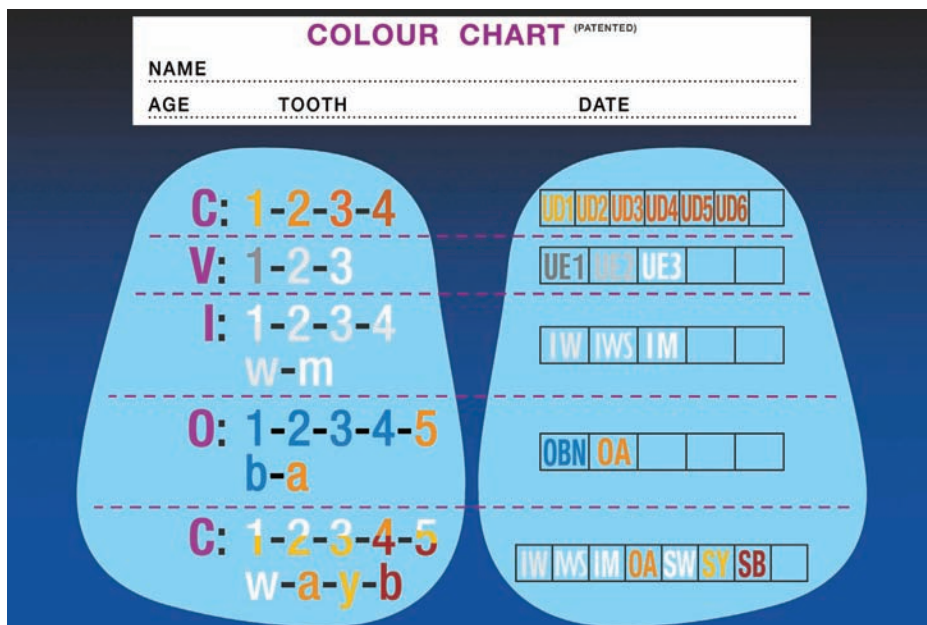 COLOUR CHART (PATENTED)
NAME
AGE TOOTH DATE
C: 1-2-3-4
UD1 UD2 UD3 UD4 UD5 UD6
V: 1-2-3
UE1 UE2 UE3
I: 1-2-3-4
w-m
IW IWS IM
O: 1-2-3-4-5
b-a
OBN OA
C: 1-2-3-4-5
w-a-y-b
IW IWS IM OA SW SY SB